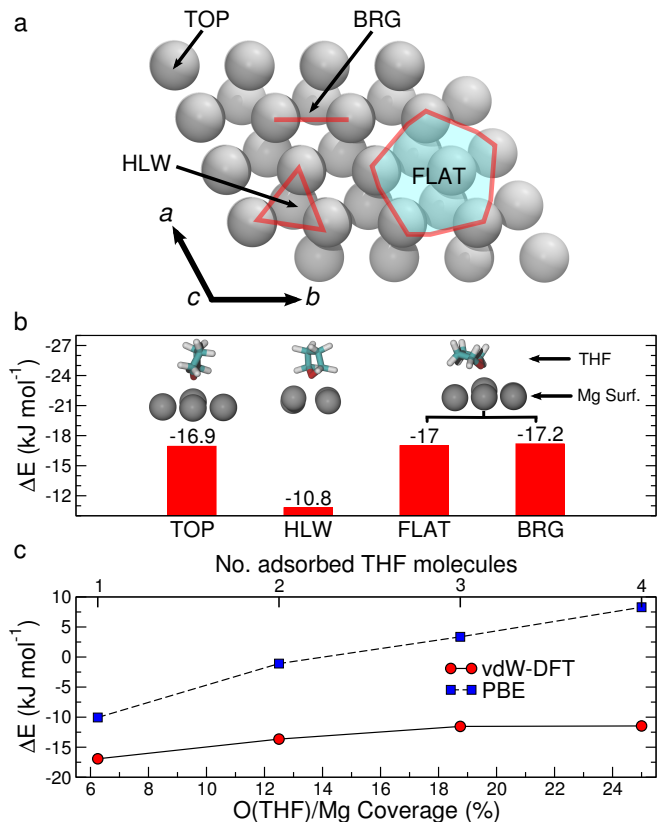 a
TOP
BRG
HLW
FLAT
a
c
b
b
ΔE (kJ mol⁻¹)
-27
-24
-21
-18
-15
-12
THF
Mg Surf.
-16.9
-10.8
-17
-17.2
TOP
HLW
FLAT
BRG
c
No. adsorbed THF molecules
1
2
3
4
ΔE (kJ mol⁻¹)
10
5
0
-5
-10
-15
-20
vdW-DFT
PBE
6
8
10
12
14
16
18
20
22
24
O(THF)/Mg Coverage (%)